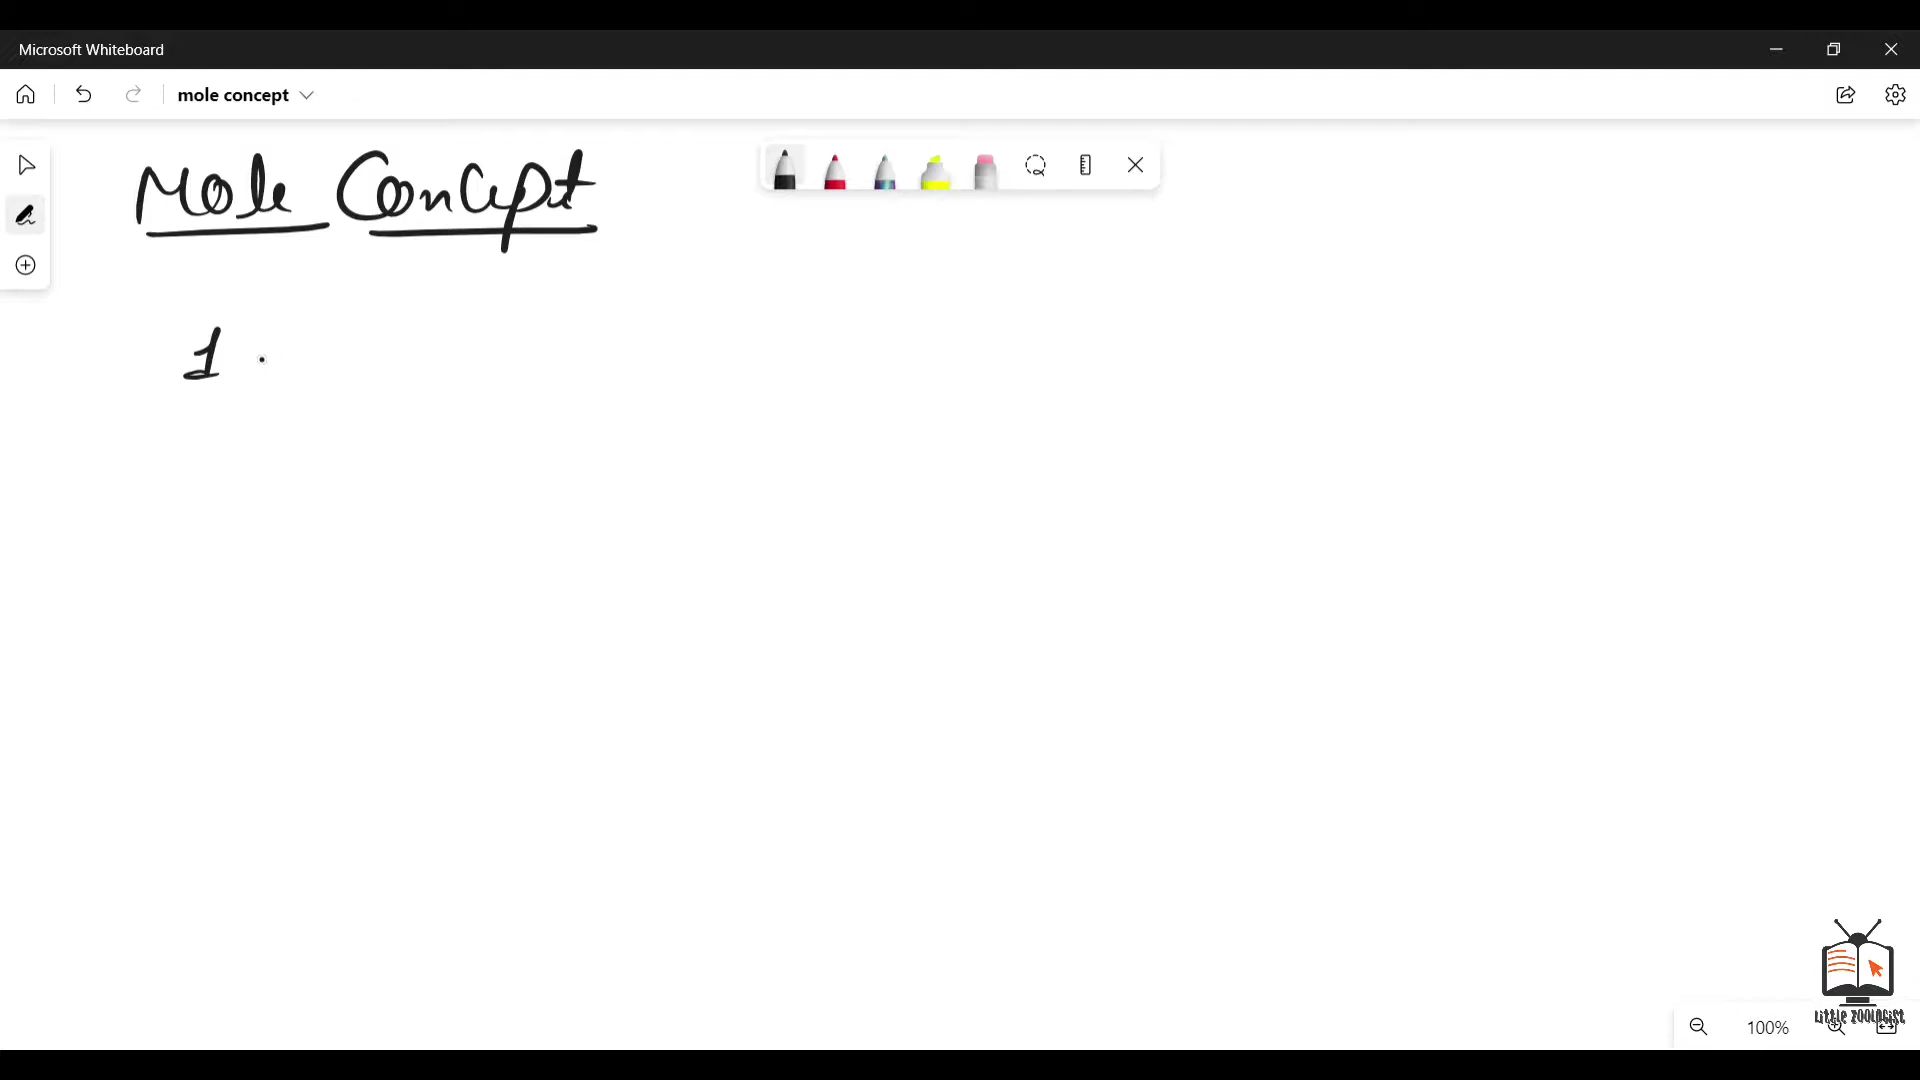 Microsoft Whiteboard
mole concept
Mole Concept
1
Little Zoologist
100%